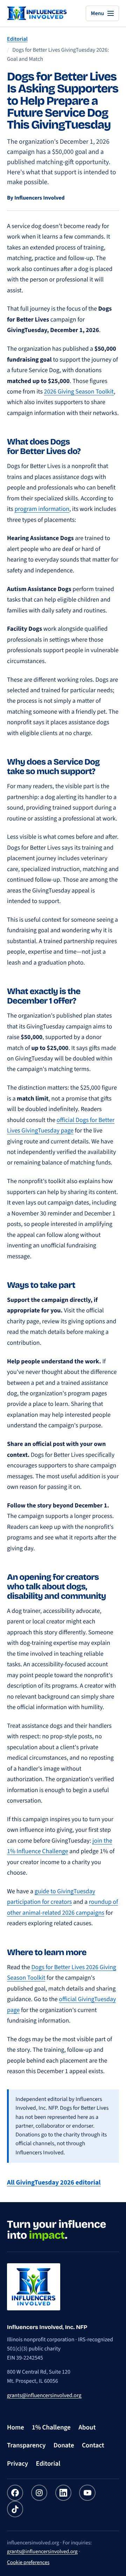 INFLUENCERS
INVOLVED
Menu
Editorial
/ Dogs for Better Lives GivingTuesday 2026:
Goal and Match
Dogs for Better Lives
Is Asking Supporters
to Help Prepare a
Future Service Dog
This GivingTuesday
The organization's December 1, 2026
campaign has a $50,000 goal and a
published matching-gift opportunity.
Here's what supporters need to know,
and what their support can help make
possible.
By Influencers Involved
A service dog doesn't become ready for
work when it learns a few commands. It
takes an extended process of training,
matching, practice and follow-up. The
work also continues after a dog is placed
with the person or professional it will
assist.
That full journey is the focus of the Dogs
for Better Lives campaign for
GivingTuesday, December 1, 2026.
The organization has published a $50,000
fundraising goal to support the journey of
a future Service Dog, with donations
matched up to $25,000. Those figures
come from its 2026 Giving Season Toolkit,
which also invites supporters to share
information about the campaign's work.
What does Dogs
for Better Lives do?
Dogs for Better Lives is a nonprofit that
trains and places assistance dogs with
people and professionals who can benefit
from their specialized skills. According to
its program information, its work includes
three types of placements:
Hearing Assistance Dogs are trained to
alert people who are deaf or hard of
hearing to everyday sounds that matter to
safety and independence.
Autism Assistance Dogs perform trained
tasks that can help eligible children and
families with safety and daily routines.
Facility Dogs work alongside qualified
professionals in settings where those
professionals support people in vulnerable
circumstances.
These are different working roles. Dogs are
selected and trained for particular needs;
the process is not simply a matter of
matching someone with a friendly pet. The
nonprofit says it places assistance dogs
with eligible clients at no charge.
Why does a Service Dog
take so much support?
For many readers, the visible part is the
partnership: a dog alerting its handler to a
sound, providing support during a difficult
routine or assisting a professional at work.
Less visible is what comes before and after.
Dogs for Better Lives says its training and
placement journey includes veterinary
care, specialized instruction, matching and
continued follow-up. Those are among the
areas the GivingTuesday appeal is
intended to support.
This is useful context for someone seeing a
fundraising goal and wondering why it is
so substantial. A trained partnership requires
people, expertise and time—not just a
leash and a graduation photo.
What exactly is the
December 1 offer?
The organization's published plan states
that its GivingTuesday campaign aims to
raise $50,000, supported by a donor
match of up to $25,000. It says gifts made
on GivingTuesday will be doubled within
the campaign's matching terms.
The distinction matters: the $25,000 figure
is a match limit, not a claim that all gifts
will be doubled indefinitely. Readers
should consult the official Dogs for Better
Lives GivingTuesday page for the live
giving route and current details. We have
not independently verified the availability
or remaining balance of matching funds.
The nonprofit's toolkit also explains how
supporters can help by sharing its content.
It offers images, captions and dates, including
a November 30 reminder and December 1
post, so anyone can amplify the giving
appeal without inventing an unofficial fundraising
message.
Ways to take part
Support the campaign directly, if
appropriate for you. Visit the official
charity page, review its giving options
and read the match details before making a
contribution.
Help people understand the work. If
you've always been curious about the
difference between a pet and a trained assistance
dog, the organization's program pages
provide a starting point. Sharing accurate
information may help someone
understand why the support matters.
Share an official post with your own
context. Dogs for Better Lives specifically
encourages supporters to share its campaign
messages. The most useful addition is your
own reason for passing it on.
Follow the story beyond December 1.
The campaign supports a longer process.
Readers can keep up with the nonprofit's
programs and see what it reports after the
giving day.
An opening for creators
who talk about dogs,
disability and community
A dog trainer, accessibility advocate,
parent or local creator might each
approach this story differently. Someone
with dog-training expertise may explain
the time involved in teaching reliable
tasks. An accessibility advocate may
encourage people to read the nonprofit's
description of its programs. A creator with
no relevant background can simply share
the official information with humility.
That assistance dogs and their handlers
with respect: no prop-style posts, no
speculation about a client's private
medical circumstances, and no reposting
of a handling photo without
authorization. The organization's verified
information is enough to start a valuable
conversation.
If this campaign inspires you to turn your
own influence into giving, your first step
can come before GivingTuesday: join the
1% Influence Challenge and pledge 1% of
your next income to a charity you
choose.
We have a guide to GivingTuesday
participation for creators and a roundup of
other animal-related 2026 campaigns for
readers exploring related causes.
Where to learn more
Read the Dogs for Better Lives 2026 Giving
Season Toolkit for the campaign's
published goal, match details and sharing
guidance. Go to the official GivingTuesday
page for the organization's current
fundraising information.
The dogs may be the most visible part of
the story. The training, follow-up and
people behind each placement are the
reason this December 1 appeal exists.
Independent editorial by Influencers
Involved, Inc. NFP. Dogs for Better Lives
has not been represented here as a
partner, collaborator or endorser.
Donations go to the charity through its
official channels, not through
Influencers Involved.
All GivingTuesday 2026 editorial
Turn your influence
into impact.
INFLUENCERS
INVOLVED
Influencers Involved, Inc. NFP
Illinois nonprofit corporation · IRS-recognized
501(c)(3) public charity
EIN 39-2242545
800 W Central Rd, Suite 120
Mt. Prospect, IL 60056
grants@influencersinvolved.org
Home 1% Challenge About
Transparency Donate Contact
Privacy Editorial
influencersinvolved.org · For inquiries:
grants@influencersinvolved.org ·
Cookie preferences